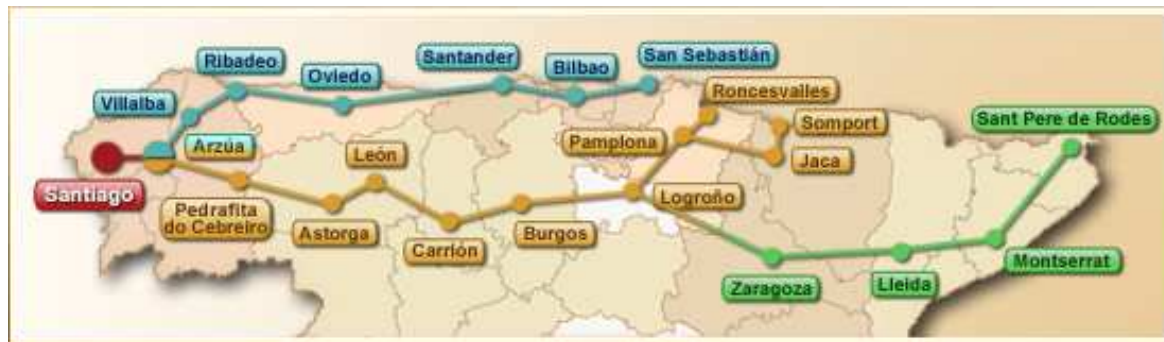 Santander
San Sebastián
Ribadeo
Bilbao
Oviedo
Roncesvalles
Villalba
Somport
Sant Pere de Rodes
Pamplona
Arzúa
León
Jaca
Santiago
Logroño
Pedrafita
do Cebreiro
Astorga
Burgos
Carrión
Montserrat
Zaragoza
Lleida